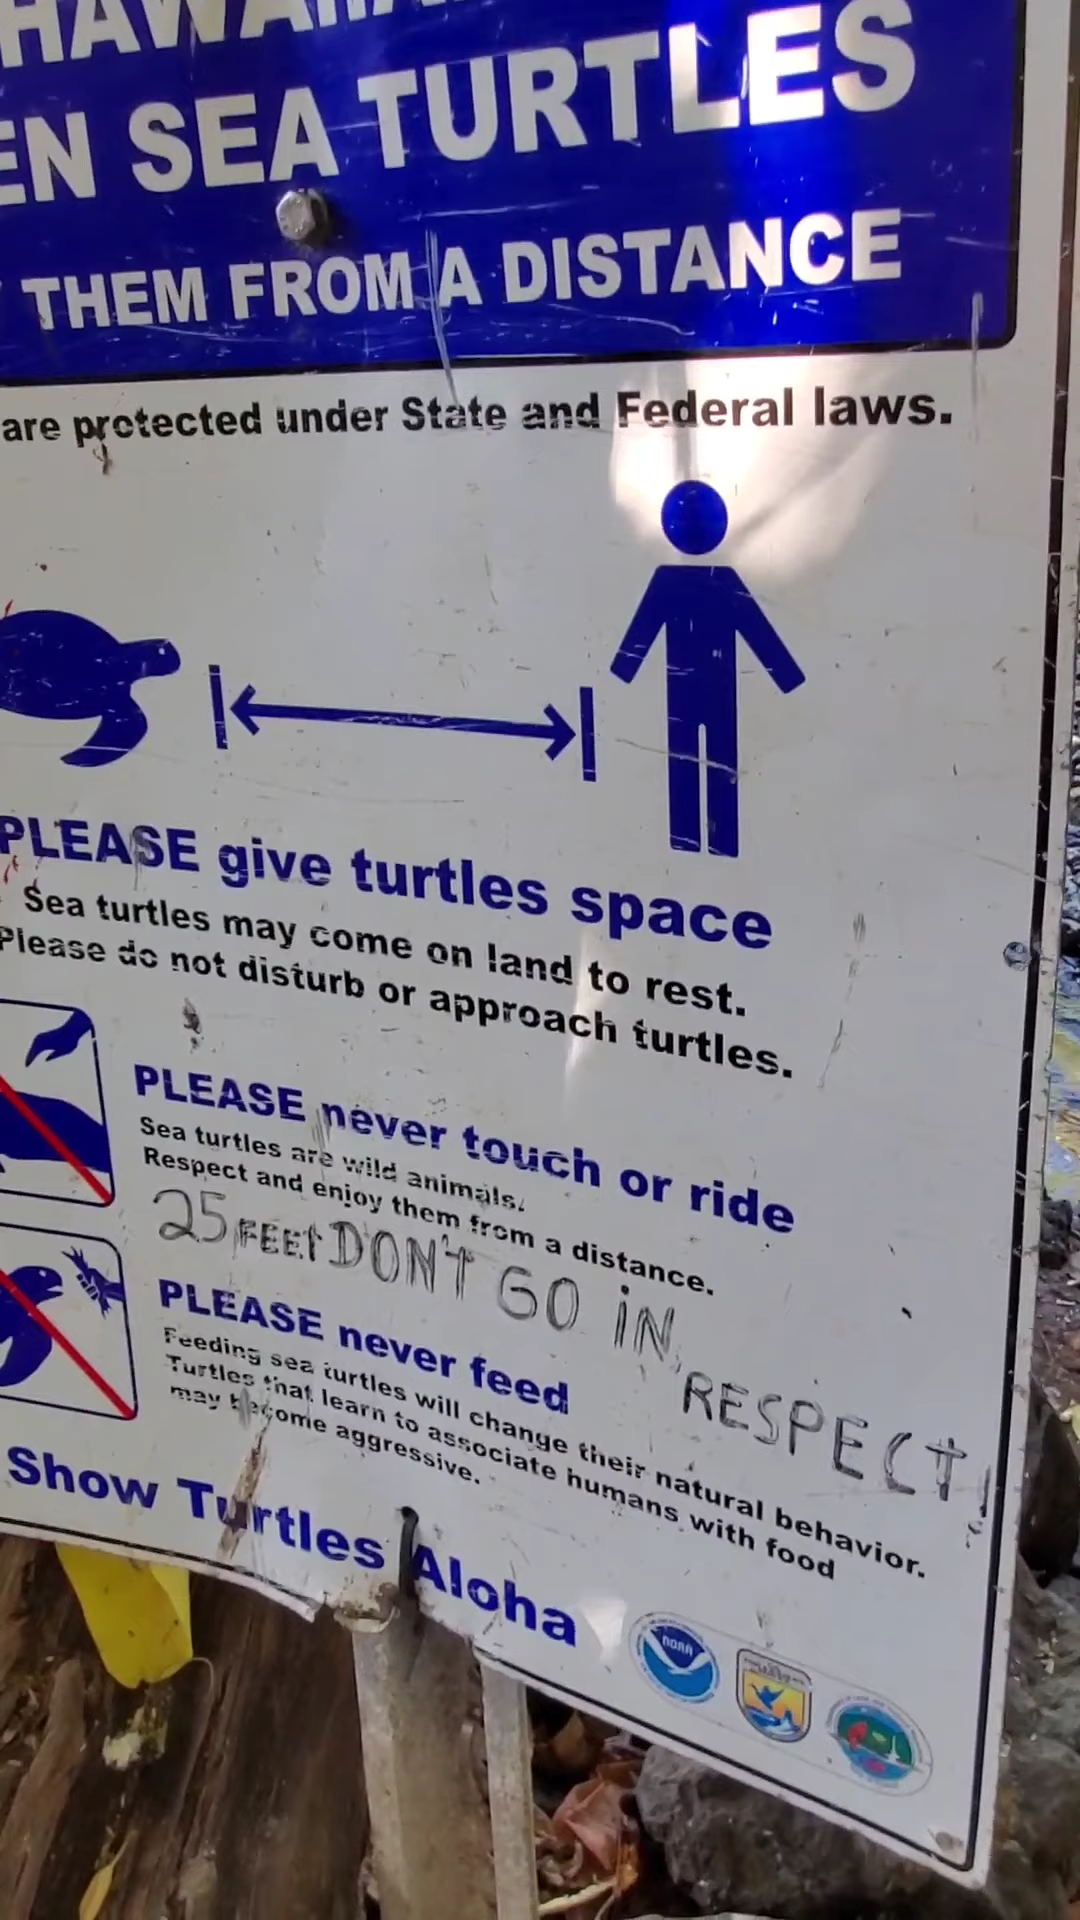 HAWAIIAN
EN SEA TURTLES
THEM FROM A DISTANCE
are protected under State and Federal laws.
PLEASE give turtles space
Sea turtles may come on land to rest.
Please do not disturb or approach turtles.
PLEASE never touch or ride
Sea turtles are wild animals.
Respect and enjoy them from a distance.
25 FEET DON'T GO IN,
RESPECT!
PLEASE never feed
Feeding sea turtles will change their natural behavior.
Turtles that learn to associate humans with food
may become aggressive.
Show Turtles Aloha
NOAA